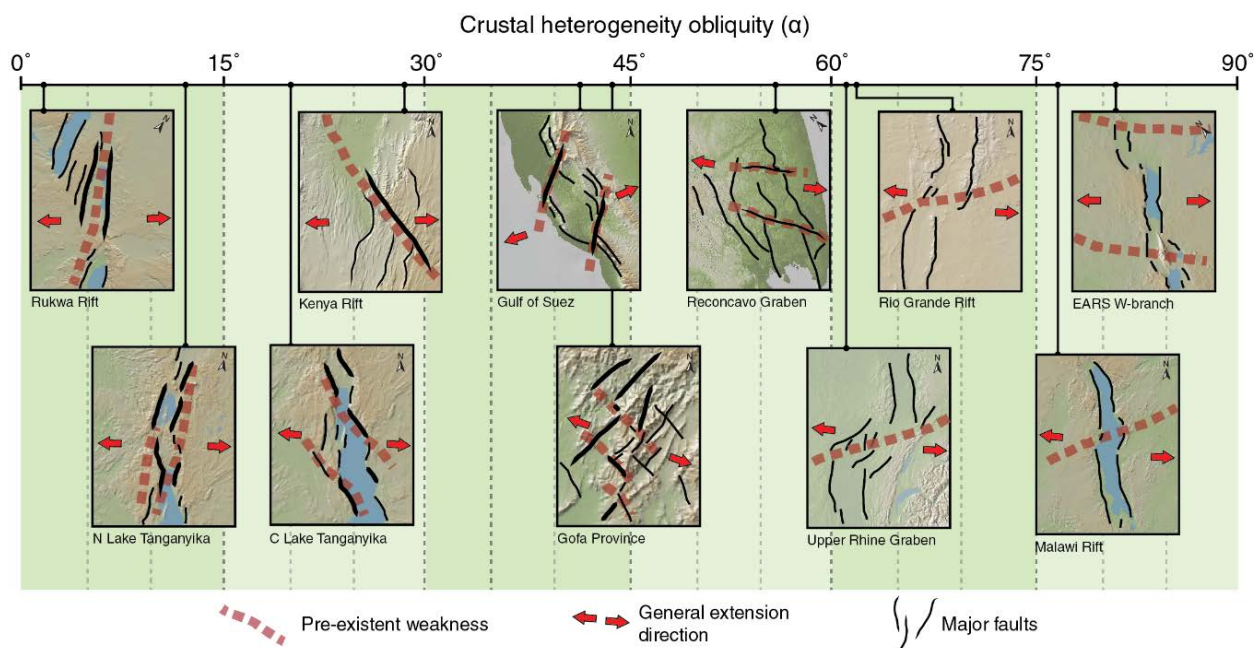 Crustal heterogeneity obliquity (α)
0° 15° 30° 45° 60° 75° 90°
N N N N N N
Rukwa Rift Kenya Rift Gulf of Suez Reconcavo Graben Rio Grande Rift EARS W-branch
N N N N N
N Lake Tanganyika C Lake Tanganyika Gofa Province Upper Rhine Graben Malawi Rift
Pre-existent weakness
General extension
direction
Major faults